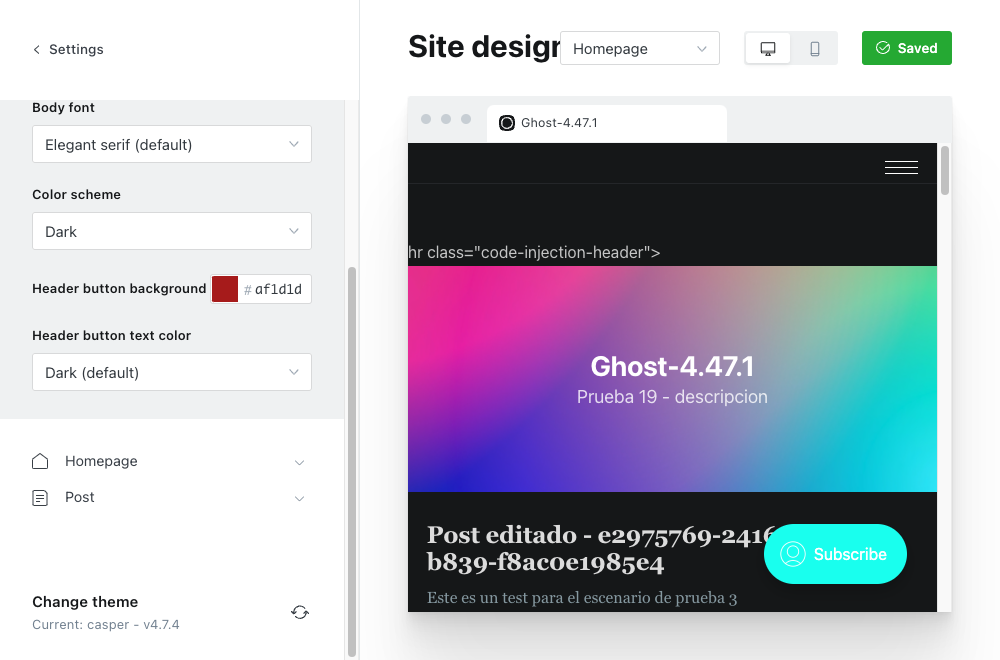 Settings
Body font
Elegant serif (default)
Color scheme
Dark
Header button background
# af1d1d
Header button text color
Dark (default)
Homepage
Post
Change theme
Current: casper - v4.7.4
Site design
Homepage
Saved
Ghost-4.47.1
hr class="code-injection-header">
Ghost-4.47.1
Prueba 19 - descripcion
Post editado - e2975769-2416
b839-f8ac0e1985e4
Este es un test para el escenario de prueba 3
Subscribe